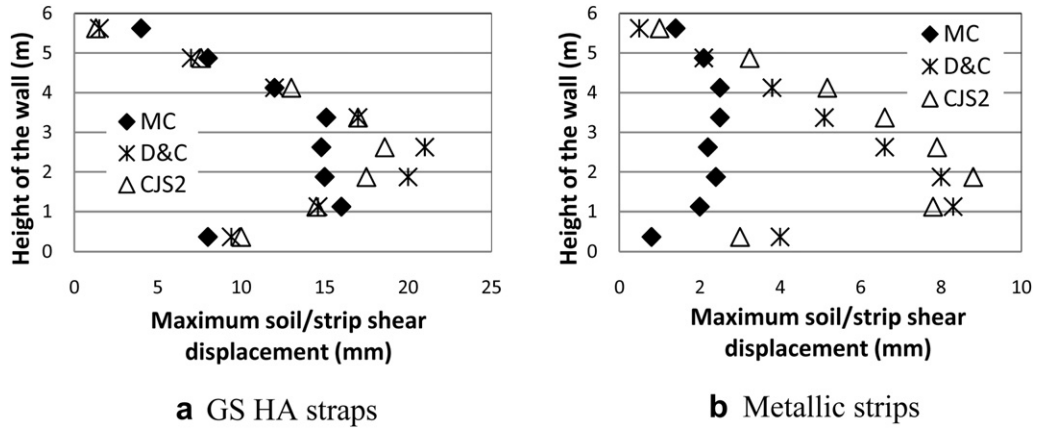 Height of the wall (m)
6
5
4
3
2
1
0
MC
D&C
CJS2
0 5 10 15 20 25
Maximum soil/strip shear
displacement (mm)
a GS HA straps
Height of the wall (m)
6
5
4
3
2
1
0
MC
D&C
CJS2
0 2 4 6 8 10
Maximum soil/strip shear
displacement (mm)
b Metallic strips